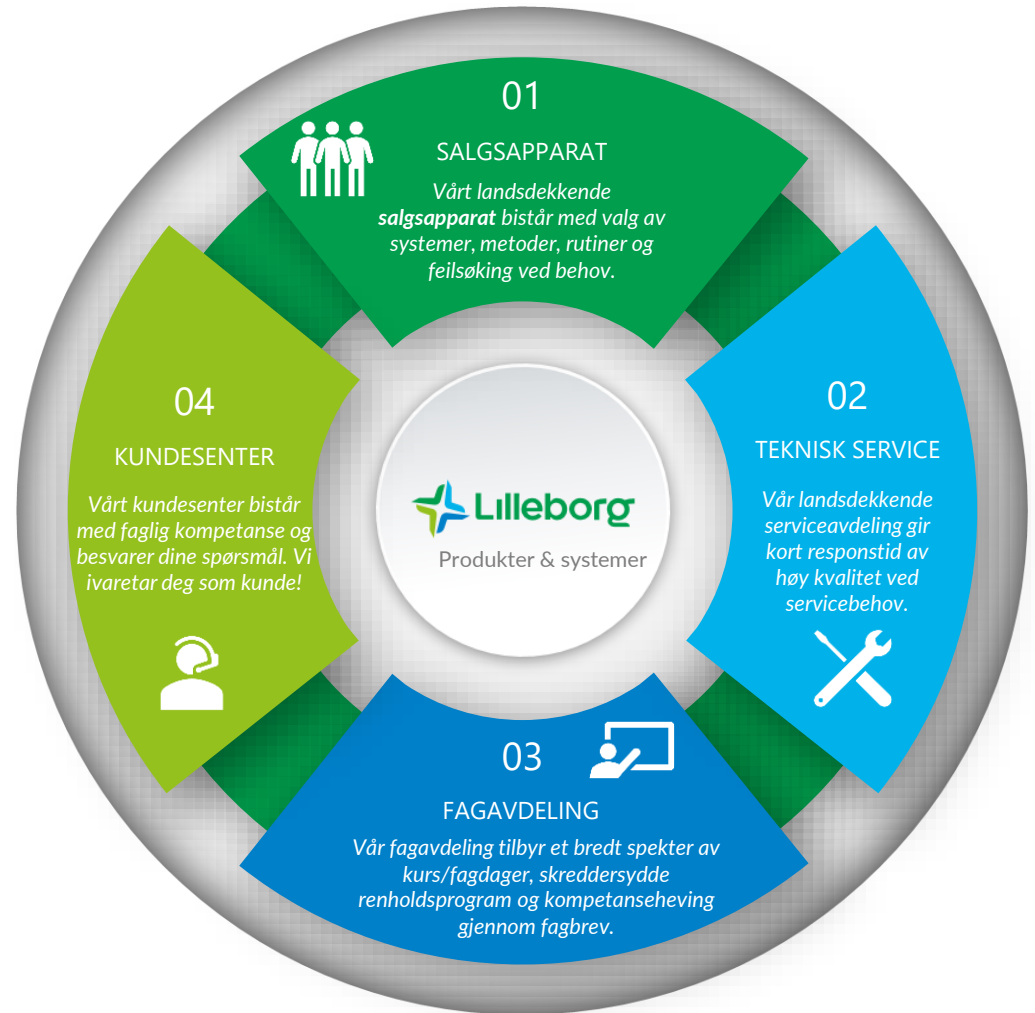 01
SALGSAPPARAT
Vårt landsdekkende
salgsapparat bistår med valg av
systemer, metoder, rutiner og
feilsøking ved behov.
02
TEKNISK SERVICE
Vår landsdekkende
serviceavdeling gir
kort responstid av
høy kvalitet ved
servicebehov.
03
FAGAVDELING
Vår fagavdeling tilbyr et bredt spekter av
kurs/fagdager, skreddersydde
renholdsprogram og kompetanseheving
gjennom fagbrev.
04
KUNDESENTER
Vårt kundesenter bistår
med faglig kompetanse og
besvarer dine spørsmål. Vi
ivaretar deg som kunde!
Lilleborg
Produkter & systemer